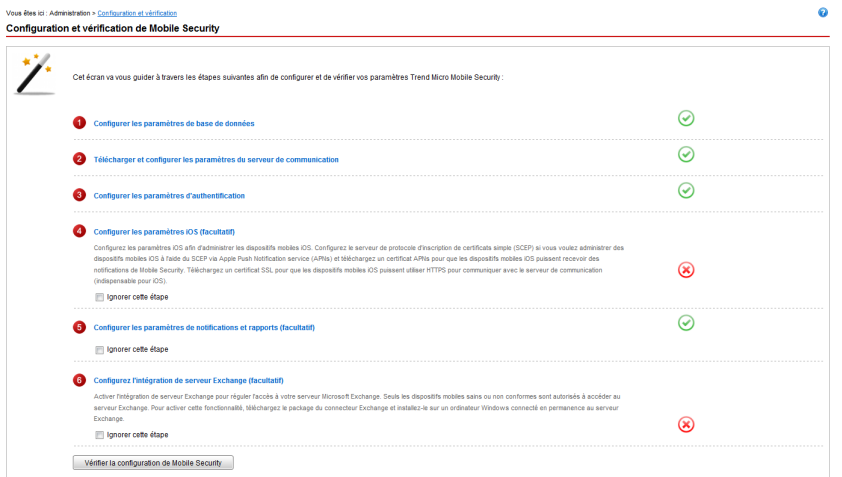 Vous êtes ici : Administration > Configuration et vérification
?
Configuration et vérification de Mobile Security
Cet écran va vous guider à travers les étapes suivantes afin de configurer et de vérifier vos paramètres Trend Micro Mobile Security :
1 Configurer les paramètres de base de données
2 Télécharger et configurer les paramètres du serveur de communication
3 Configurer les paramètres d'authentification
4 Configurer les paramètres iOS (facultatif)
Configurez les paramètres iOS afin d'administrer les dispositifs mobiles iOS. Configurez le serveur de protocole d'inscription de certificats simple (SCEP) si vous voulez administrer des
dispositifs mobiles iOS à l'aide du SCEP via Apple Push Notification service (APNs) et téléchargez un certificat APNs pour que les dispositifs mobiles iOS puissent recevoir des
notifications de Mobile Security. Téléchargez un certificat SSL pour que les dispositifs mobiles iOS puissent utiliser HTTPS pour communiquer avec le serveur de communication
(indispensable pour iOS).
Ignorer cette étape
5 Configurer les paramètres de notifications et rapports (facultatif)
Ignorer cette étape
6 Configurez l'intégration de serveur Exchange (facultatif)
Activer l'intégration de serveur Exchange pour réguler l'accès à votre serveur Microsoft Exchange. Seuls les dispositifs mobiles sains ou non conformes sont autorisés à accéder au
serveur Exchange. Pour activer cette fonctionnalité, téléchargez le package du connecteur Exchange et installez-le sur un ordinateur Windows connecté en permanence au serveur
Exchange.
Ignorer cette étape
Vérifier la configuration de Mobile Security